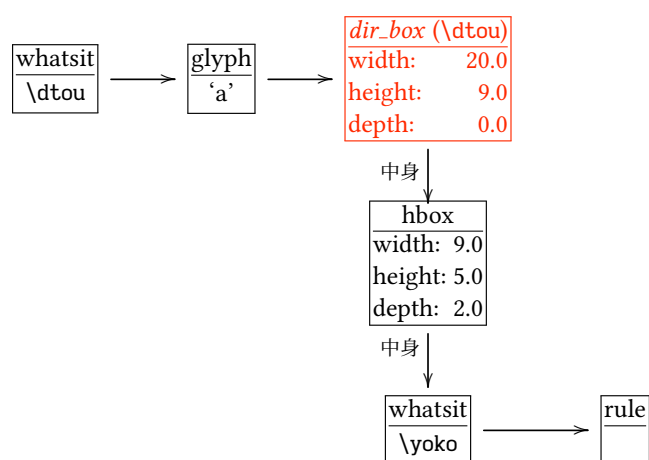 whatsit
\dtou
glyph
‘a’
dir_box (\dtou)
width: 20.0
height: 9.0
depth: 0.0
中身
hbox
width: 9.0
height: 5.0
depth: 2.0
中身
whatsit
\yoko
rule